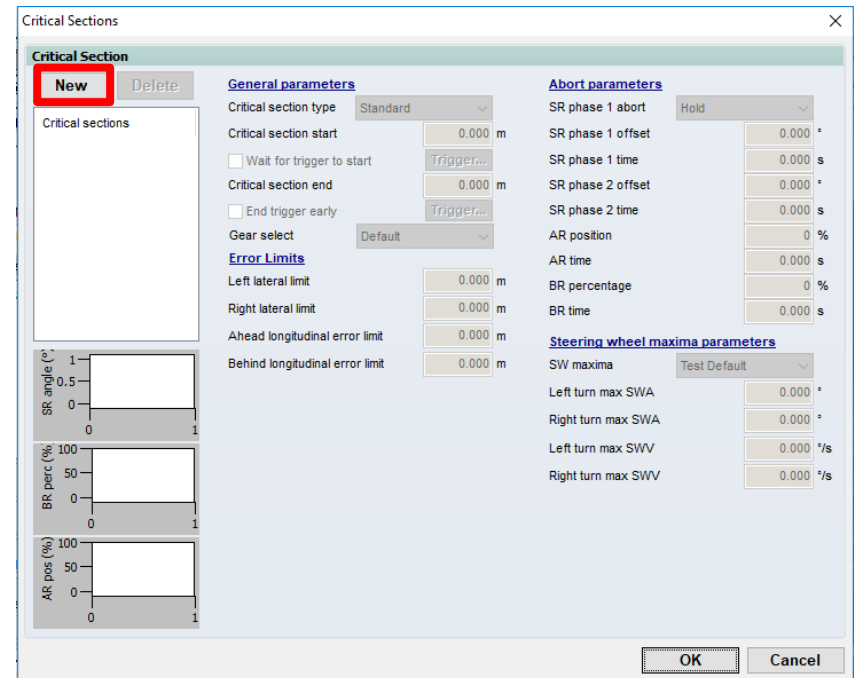 Critical Sections
Critical Section
New Delete
Critical sections
SR angle (°)
1
0.5
0
0 1
BR perc (%)
100
50
0
0 1
AR pos (%)
100
50
0
0 1
General parameters
Critical section type Standard
Critical section start 0.000 m
Wait for trigger to start Trigger...
Critical section end 0.000 m
End trigger early Trigger...
Gear select Default
Error Limits
Left lateral limit 0.000 m
Right lateral limit 0.000 m
Ahead longitudinal error limit 0.000 m
Behind longitudinal error limit 0.000 m
Abort parameters
SR phase 1 abort Hold
SR phase 1 offset 0.000 °
SR phase 1 time 0.000 s
SR phase 2 offset 0.000 °
SR phase 2 time 0.000 s
AR position 0 %
AR time 0.000 s
BR percentage 0 %
BR time 0.000 s
Steering wheel maxima parameters
SW maxima Test Default
Left turn max SWA 0.000 °
Right turn max SWA 0.000 °
Left turn max SWV 0.000 °/s
Right turn max SWV 0.000 °/s
OK Cancel